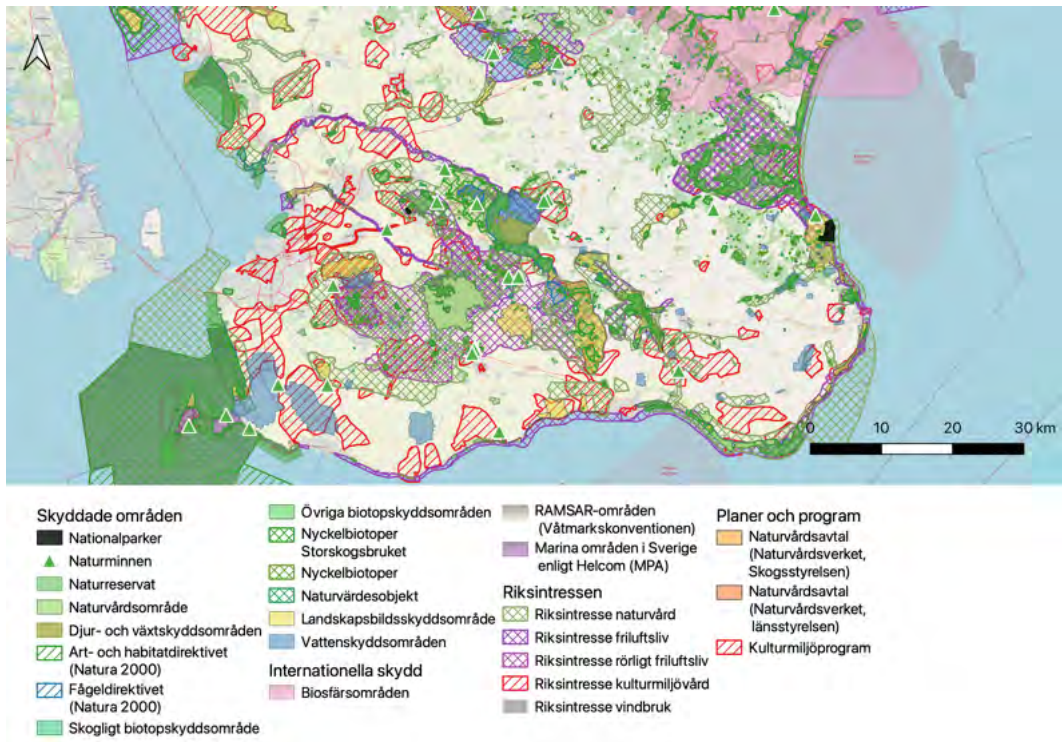 0 10 20 30 km
Skyddade områden
Nationalparker
Naturminnen
Naturreservat
Naturvårdsområde
Djur- och växtskyddsområden
Art- och habitatdirektivet
(Natura 2000)
Fågeldirektivet
(Natura 2000)
Skogligt biotopskyddsområde
Övriga biotopskyddsområden
Nyckelbiotoper
Storskogsbruket
Nyckelbiotoper
Naturvärdesobjekt
Landskapsbildsskyddsområde
Vattenskyddsområden
Internationella skydd
Biosfärsområden
RAMSAR-områden
(Våtmarkskonventionen)
Marina områden i Sverige
enligt Helcom (MPA)
Riksintressen
Riksintresse naturvård
Riksintresse friluftsliv
Riksintresse rörligt friluftsliv
Riksintresse kulturmiljövård
Riksintresse vindbruk
Planer och program
Naturvårdsavtal
(Naturvårdsverket,
Skogsstyrelsen)
Naturvårdsavtal
(Naturvårdsverket,
länsstyrelsen)
Kulturmiljöprogram